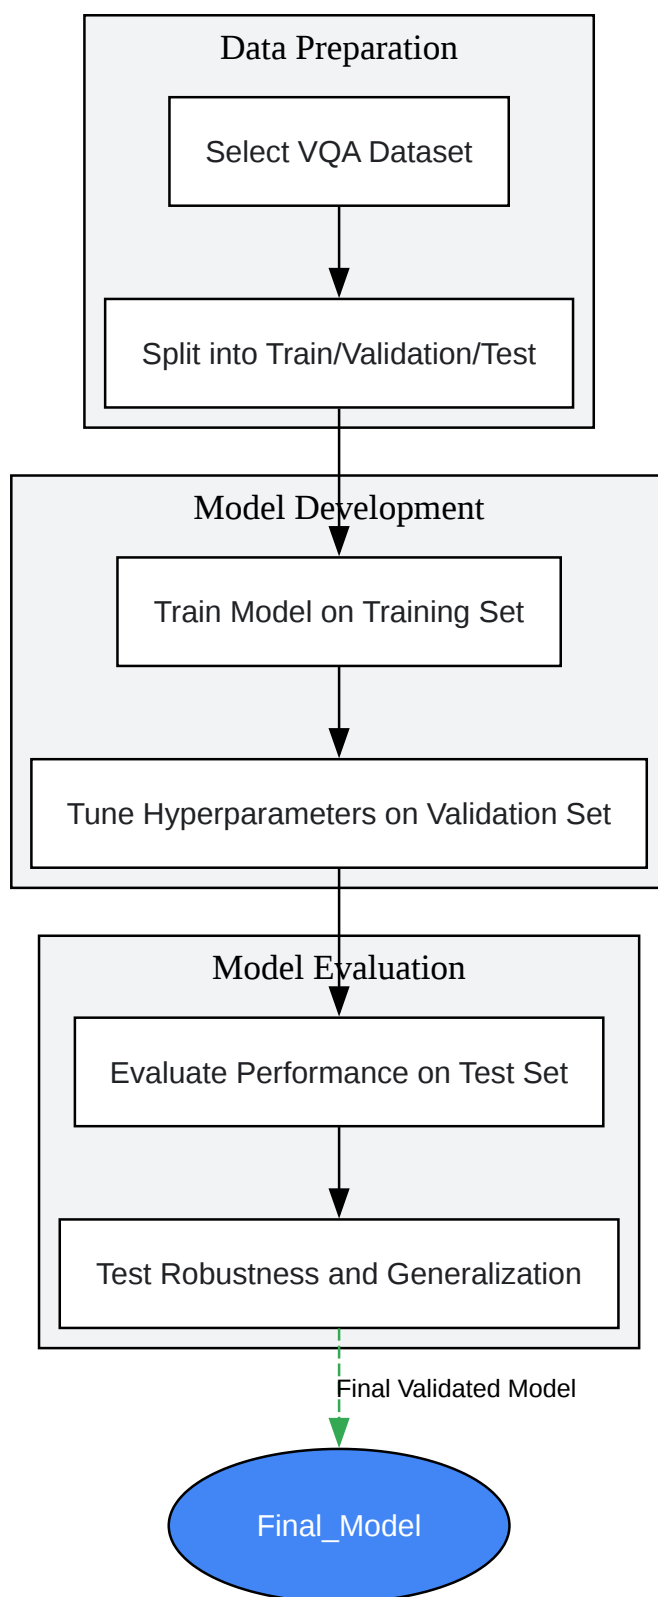 Data Preparation
Select VQA Dataset
Split into Train/Validation/Test
Model Development
Train Model on Training Set
Tune Hyperparameters on Validation Set
Model Evaluation
Evaluate Performance on Test Set
Test Robustness and Generalization
Final Validated Model
Final_Model